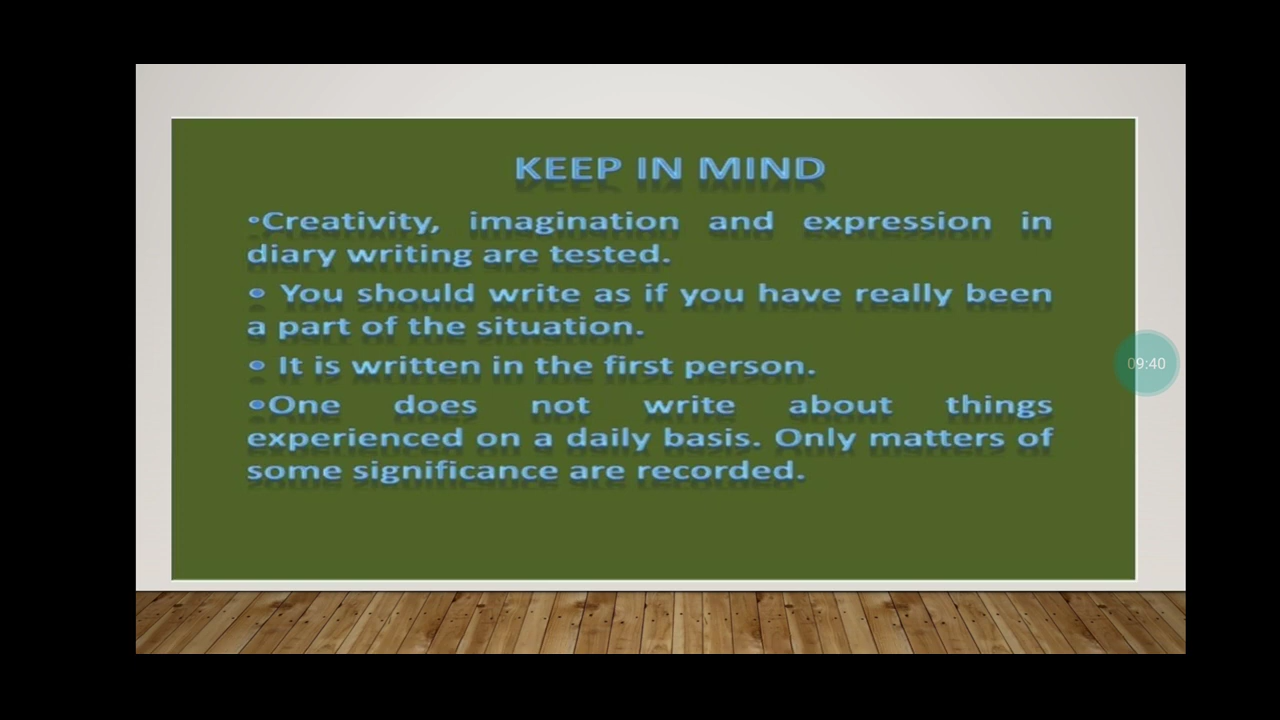 KEEP IN MIND
•Creativity, imagination and expression in
diary writing are tested.
• You should write as if you have really been
a part of the situation.
• It is written in the first person.
•One does not write about things
experienced on a daily basis. Only matters of
some significance are recorded.
09:40